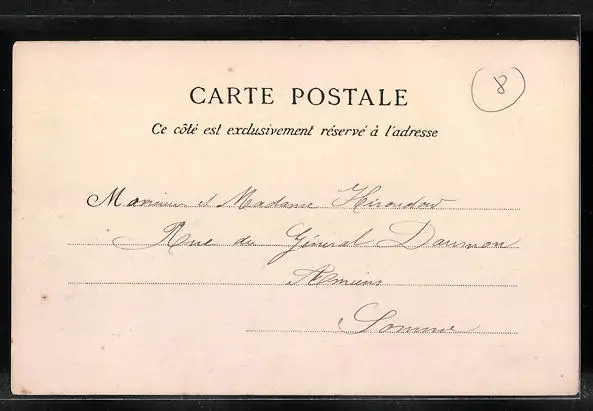 CARTE POSTALE
8
Ce côté est exclusivement réservé à l'adresse
Monsieur et Madame
Rue du Général
Amiens
Somme